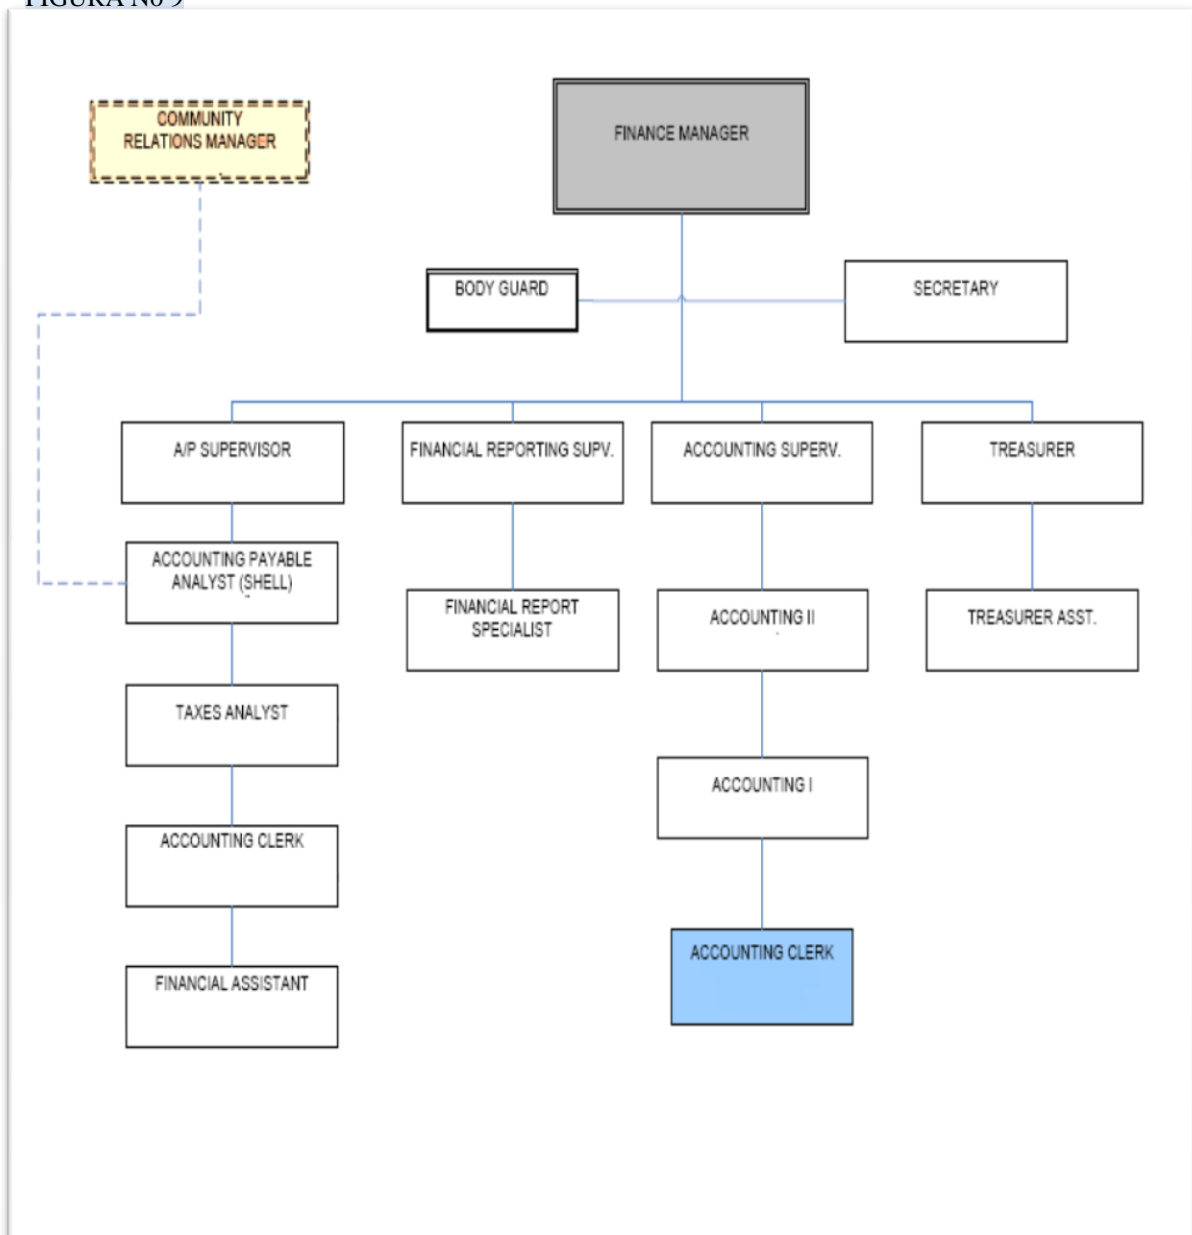 FIGURA No 9
COMMUNITY
RELATIONS MANAGER
FINANCE MANAGER
BODY GUARD
SECRETARY
A/P SUPERVISOR
FINANCIAL REPORTING SUPV.
ACCOUNTING SUPERV.
TREASURER
ACCOUNTING PAYABLE
ANALYST (SHELL)
FINANCIAL REPORT
SPECIALIST
ACCOUNTING II
TREASURER ASST.
TAXES ANALYST
ACCOUNTING I
ACCOUNTING CLERK
FINANCIAL ASSISTANT
ACCOUNTING CLERK